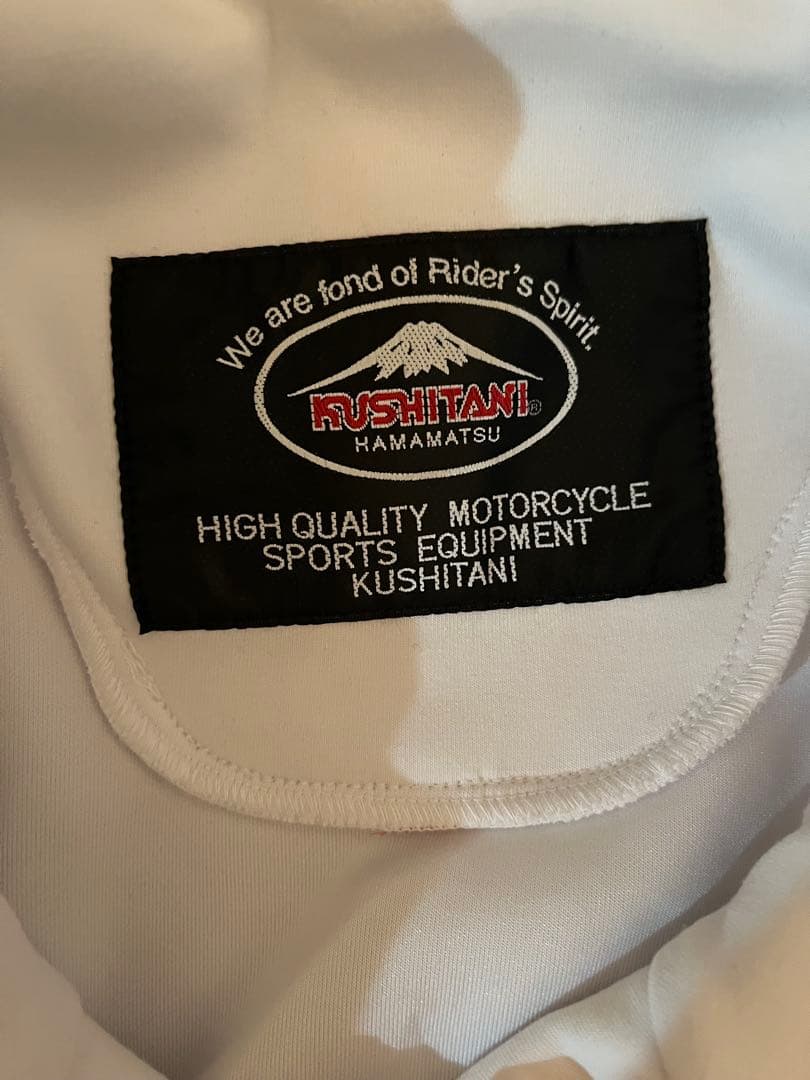 We are fond of Rider's Spirit.
KUSHITANI®
HAMAMATSU
HIGH QUALITY MOTORCYCLE
SPORTS EQUIPMENT
KUSHITANI